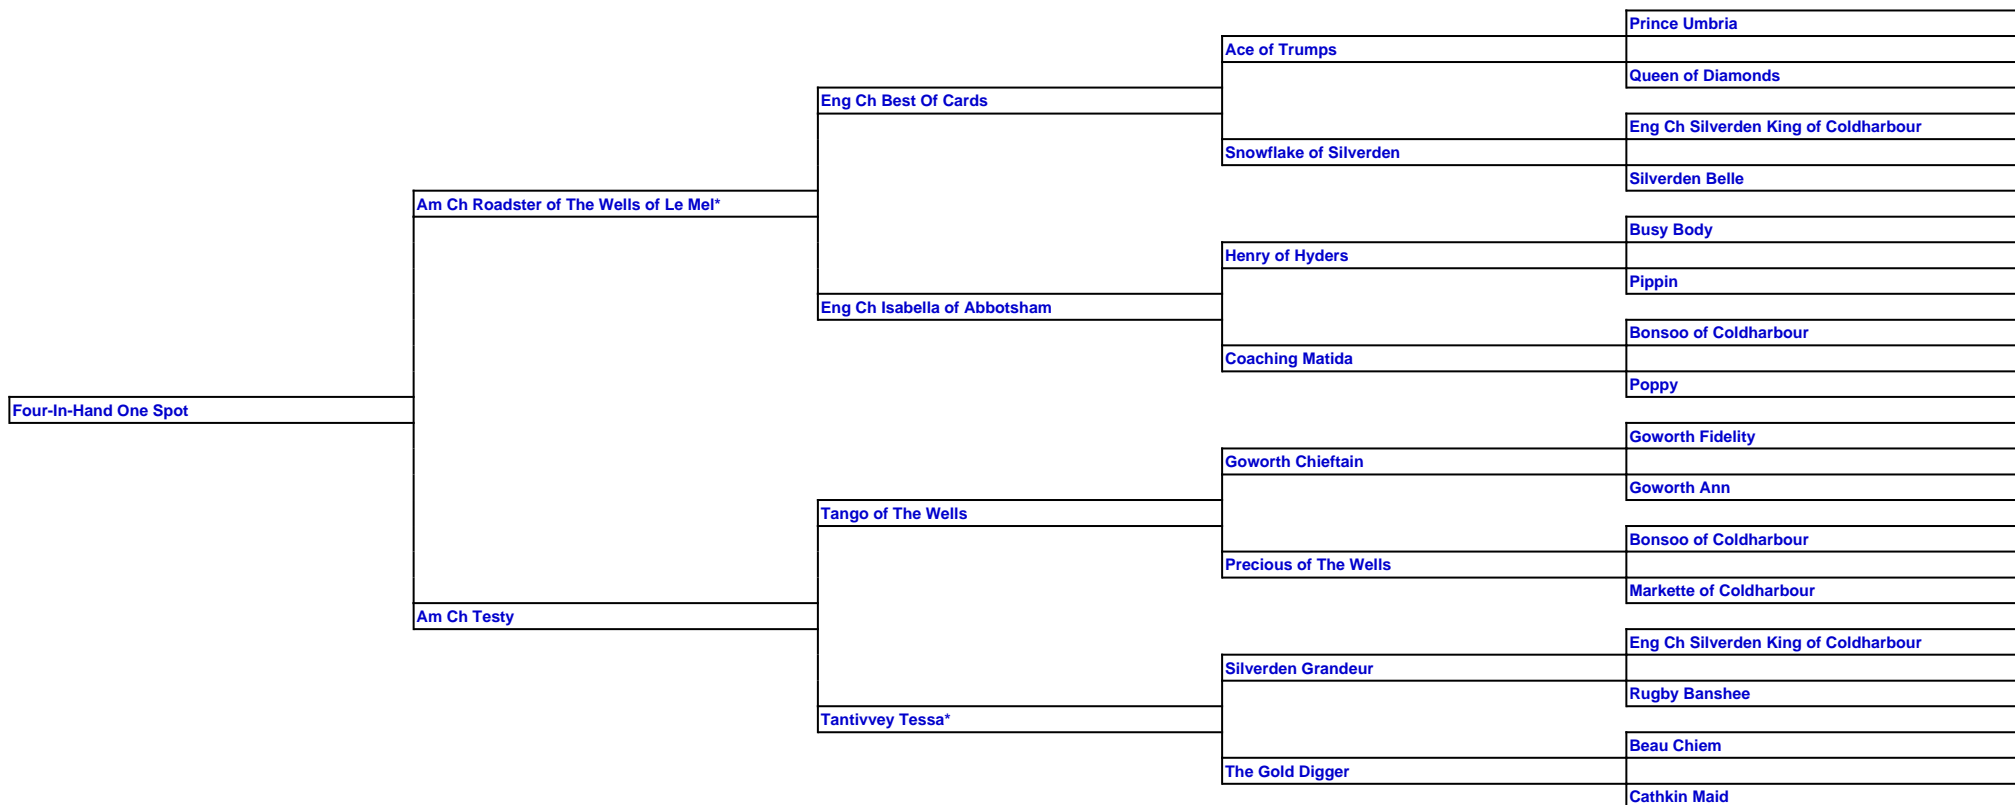 Prince Umbria
Ace of Trumps
Queen of Diamonds
Eng Ch Best Of Cards
Eng Ch Silverden King of Coldharbour
Snowflake of Silverden
Silverden Belle
Am Ch Roadster of The Wells of Le Mel*
Busy Body
Henry of Hyders
Pippin
Eng Ch Isabella of Abbotsham
Bonsoo of Coldharbour
Coaching Matida
Poppy
Four-In-Hand One Spot
Goworth Fidelity
Goworth Chieftain
Goworth Ann
Tango of The Wells
Bonsoo of Coldharbour
Precious of The Wells
Markette of Coldharbour
Am Ch Testy
Eng Ch Silverden King of Coldharbour
Silverden Grandeur
Rugby Banshee
Tantivvey Tessa*
Beau Chiem
The Gold Digger
Cathkin Maid